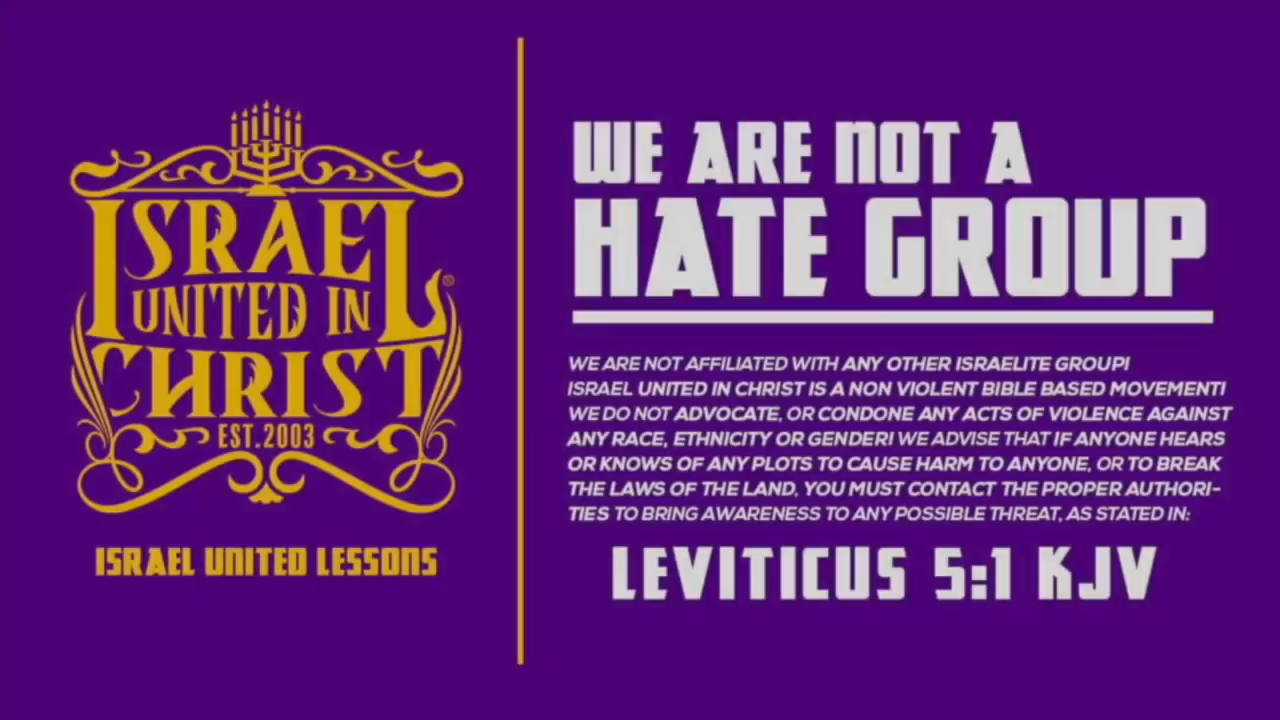 ISRAEL
UNITED IN
CHRIST
EST. 2003
ISRAEL UNITED LESSONS
WE ARE NOT A
HATE GROUP
WE ARE NOT AFFILIATED WITH ANY OTHER ISRAELITE GROUP!
ISRAEL UNITED IN CHRIST IS A NON VIOLENT BIBLE BASED MOVEMENT!
WE DO NOT ADVOCATE, OR CONDONE ANY ACTS OF VIOLENCE AGAINST
ANY RACE, ETHNICITY OR GENDER! WE ADVISE THAT IF ANYONE HEARS
OR KNOWS OF ANY PLOTS TO CAUSE HARM TO ANYONE, OR TO BREAK
THE LAWS OF THE LAND, YOU MUST CONTACT THE PROPER AUTHORI-
TIES TO BRING AWARENESS TO ANY POSSIBLE THREAT, AS STATED IN:
LEVITICUS 5:1 KJV